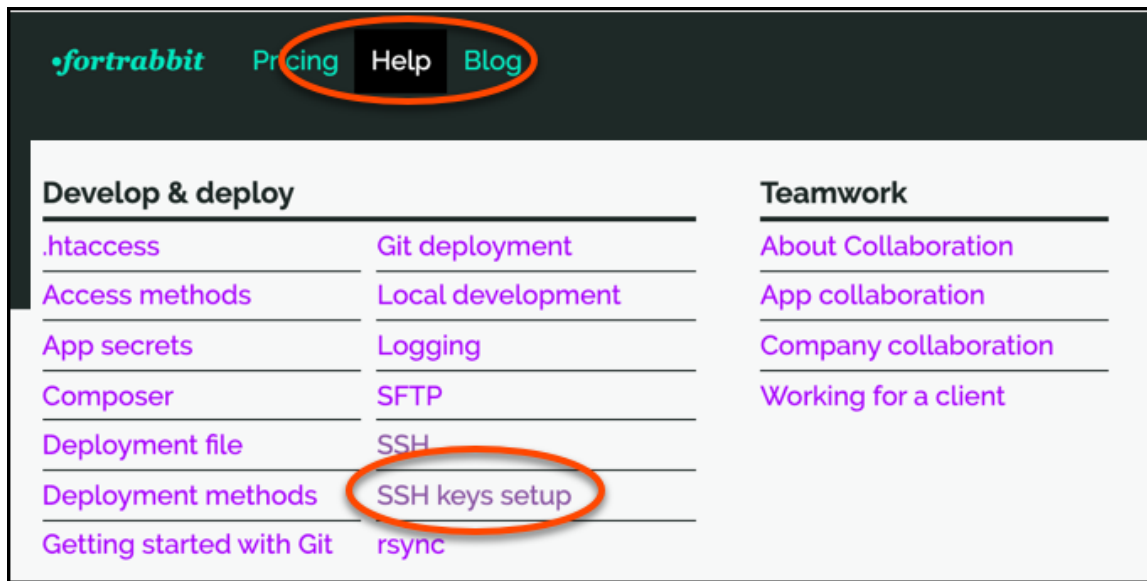 •fortrabbit Pricing Help Blog
Develop & deploy
.htaccess
Access methods
App secrets
Composer
Deployment file
Deployment methods
Getting started with Git
Git deployment
Local development
Logging
SFTP
SSH
SSH keys setup
rsync
Teamwork
About Collaboration
App collaboration
Company collaboration
Working for a client